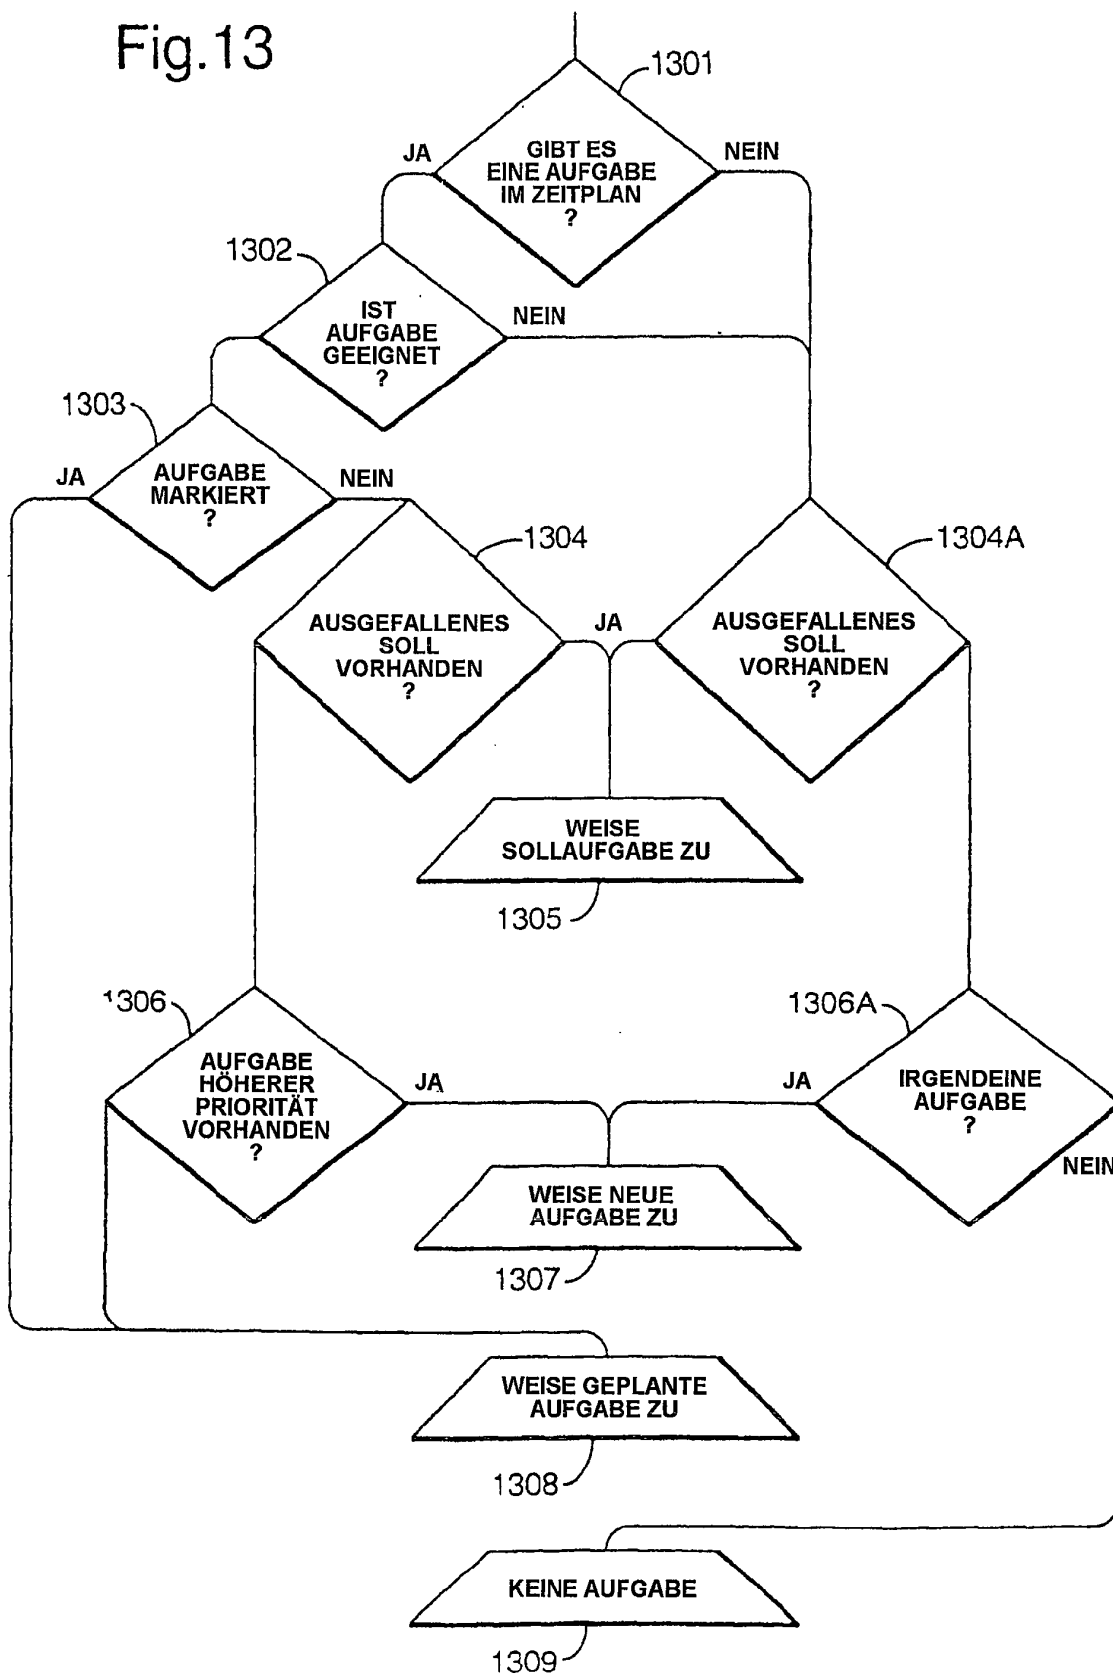 Fig.13
1301
JA
GIBT ES
EINE AUFGABE
IM ZEITPLAN
?
NEIN
1302
IST
AUFGABE
GEEIGNET
?
NEIN
1303
JA
AUFGABE
MARKIERT
?
NEIN
1304
1304A
AUSGEFALLENES
SOLL
VORHANDEN
?
JA
AUSGEFALLENES
SOLL
VORHANDEN
?
WEISE
SOLLAUFGABE ZU
1305
1306
1306A
AUFGABE
HÖHERER
PRIORITÄT
VORHANDEN
?
JA
JA
IRGENDEINE
AUFGABE
?
NEIN
WEISE NEUE
AUFGABE ZU
1307
WEISE GEPLANTE
AUFGABE ZU
1308
KEINE AUFGABE
1309